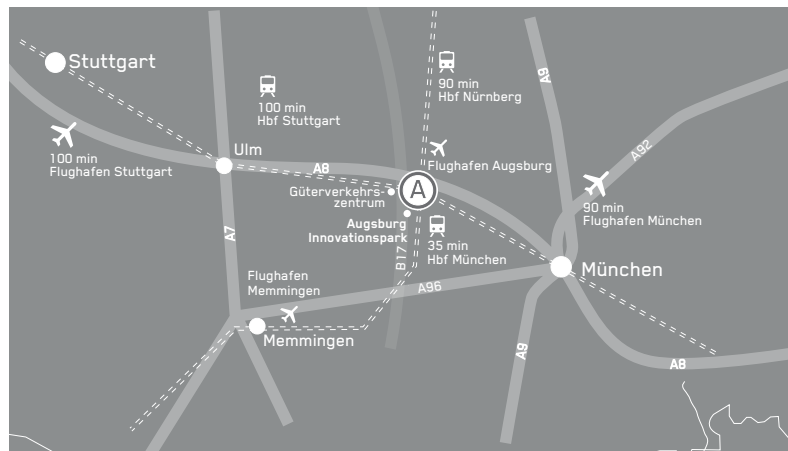 Stuttgart
100 min
Hbf Stuttgart
90 min
Hbf Nürnberg
A9
A92
100 min
Flughafen Stuttgart
Ulm
A8
Flughafen Augsburg
Güterverkehrs-
zentrum
A
Augsburg
Innovationspark
90 min
Flughafen München
A7
B17
35 min
Hbf München
München
Flughafen
Memmingen
A96
Memmingen
A9
A8